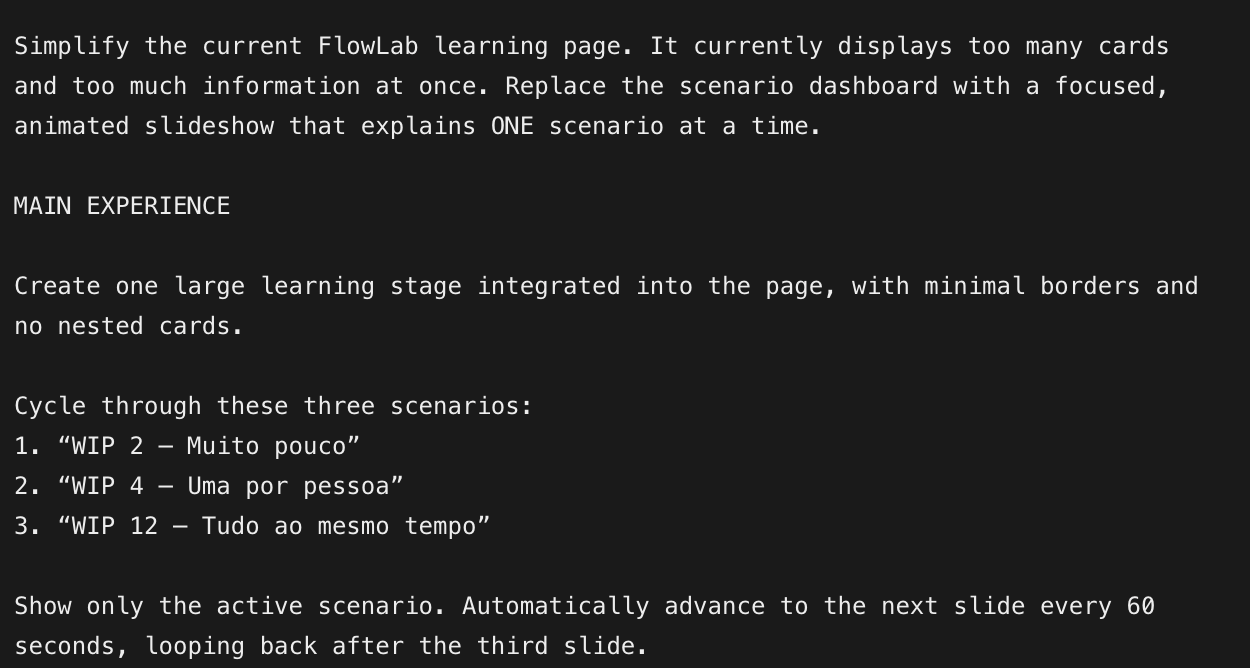 Simplify the current FlowLab learning page. It currently displays too many cards
and too much information at once. Replace the scenario dashboard with a focused,
animated slideshow that explains ONE scenario at a time.
MAIN EXPERIENCE
Create one large learning stage integrated into the page, with minimal borders and
no nested cards.
Cycle through these three scenarios:
1. “WIP 2 — Muito pouco”
2. “WIP 4 — Uma por pessoa”
3. “WIP 12 — Tudo ao mesmo tempo”
Show only the active scenario. Automatically advance to the next slide every 60
seconds, looping back after the third slide.